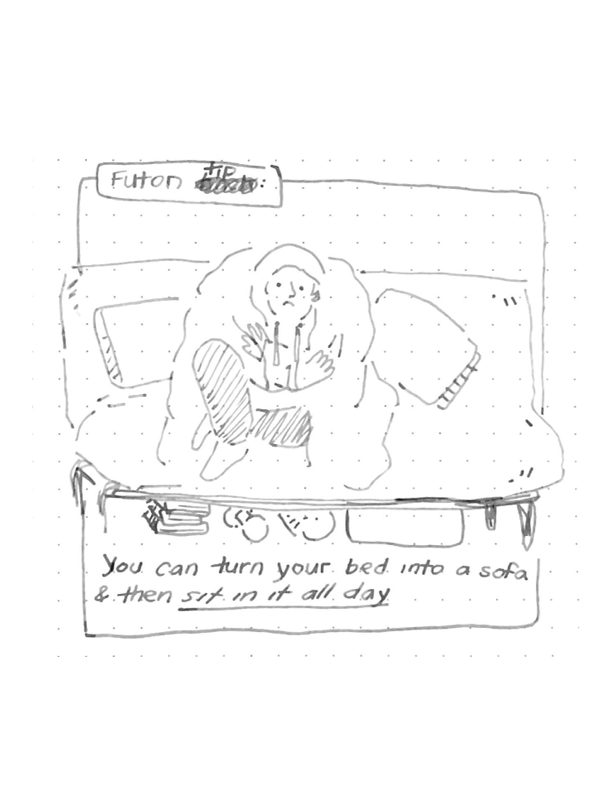 Futon tip:
You can turn your bed into a sofa
& then sit in it all day